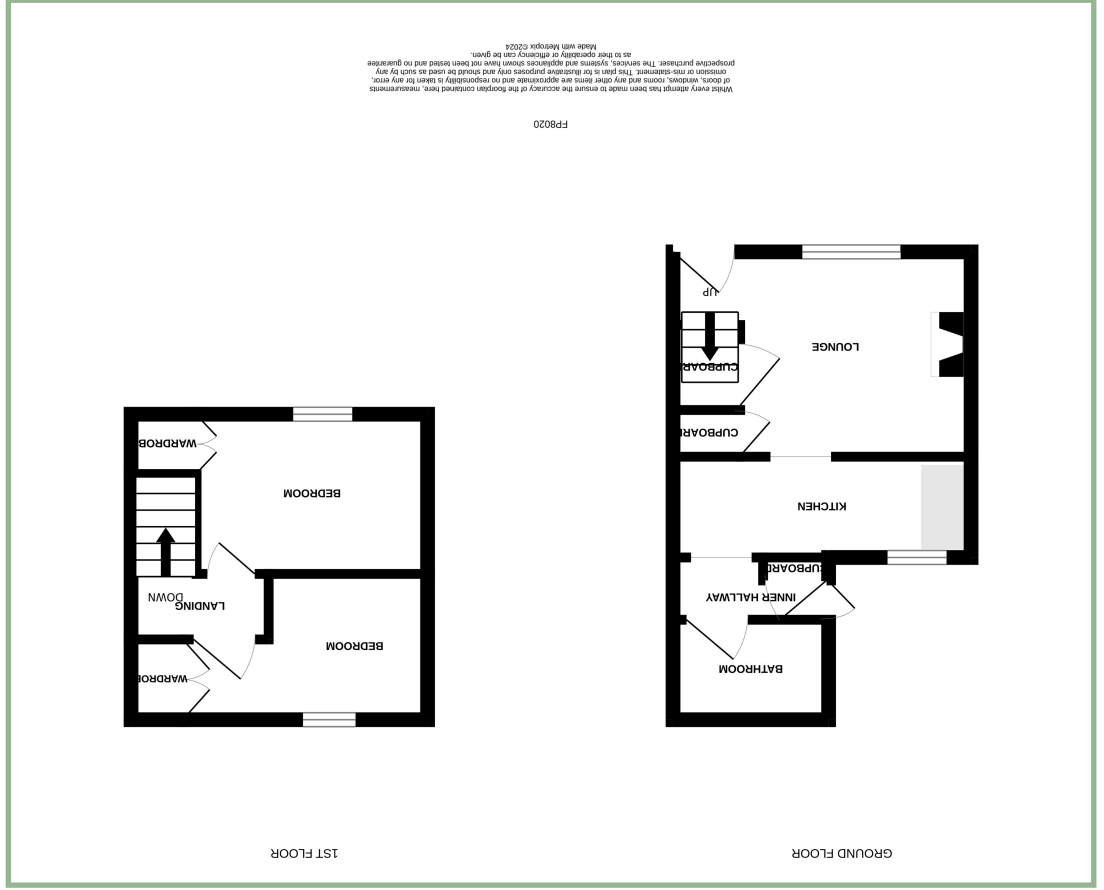 GROUND FLOOR
BATHROOM
INNER HALLWAY
CUPBOARD
KITCHEN
CUPBOARD
CUPBOARD
LOUNGE
UP
1ST FLOOR
WARDROB
BEDROOM
LANDING
DOWN
BEDROOM
WARDROB
FP8020
Whilst every attempt has been made to ensure the accuracy of the floorplan contained here, measurements
of doors, windows, rooms and any other items are approximate and no responsibility is taken for any error,
omission or mis-statement. This plan is for illustrative purposes only and should be used as such by any
prospective purchaser. The services, systems and appliances shown have not been tested and no guarantee
as to their operability or efficiency can be given.
Made with Metropix ©2024